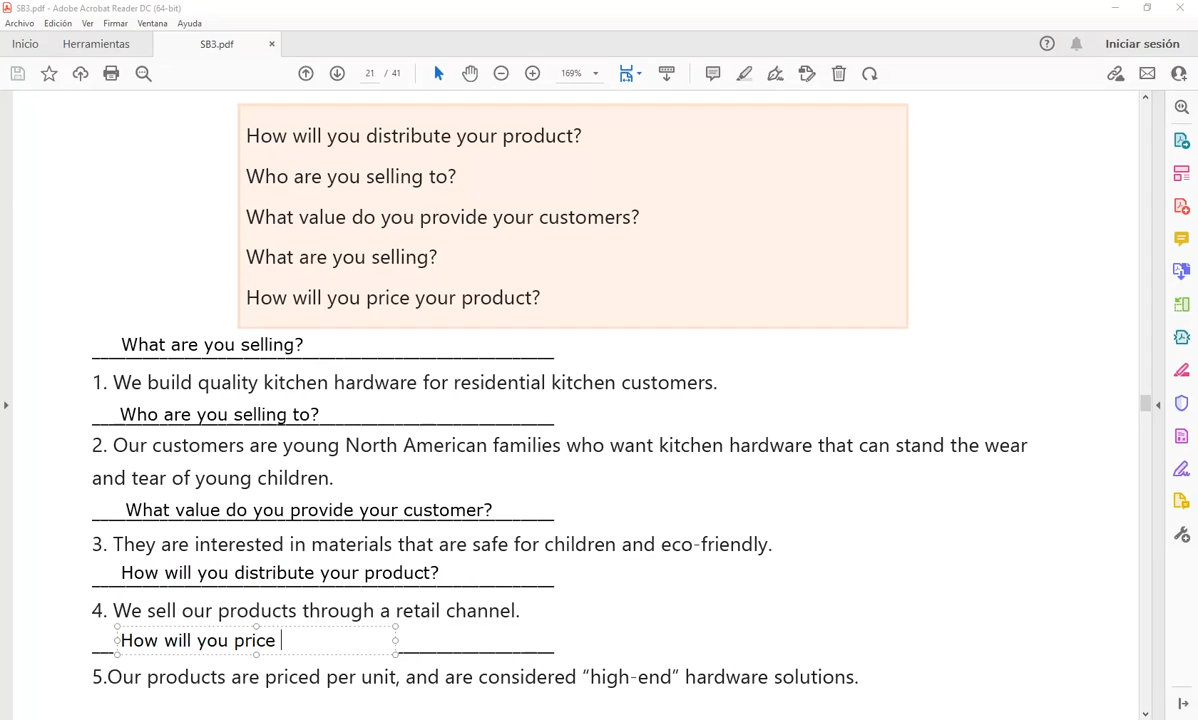 SB3.pdf - Adobe Acrobat Reader DC (64-bit)
Archivo Edición Ver Firmar Ventana Ayuda
Inicio Herramientas SB3.pdf × Iniciar sesión
21 / 41 169%
How will you distribute your product?
Who are you selling to?
What value do you provide your customers?
What are you selling?
How will you price your product?
What are you selling?
1. We build quality kitchen hardware for residential kitchen customers.
Who are you selling to?
2. Our customers are young North American families who want kitchen hardware that can stand the wear
and tear of young children.
What value do you provide your customer?
3. They are interested in materials that are safe for children and eco-friendly.
How will you distribute your product?
4. We sell our products through a retail channel.
How will you price
5.Our products are priced per unit, and are considered “high-end” hardware solutions.